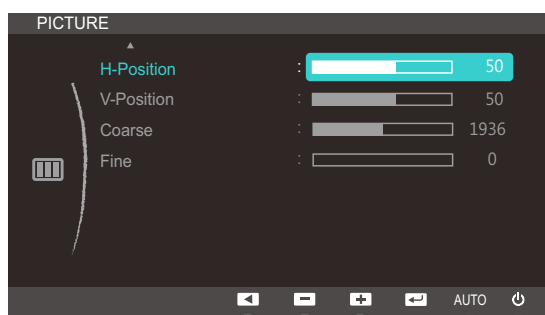 PICTURE
H-Position : 50
V-Position : 50
Coarse : 1936
Fine : 0
AUTO